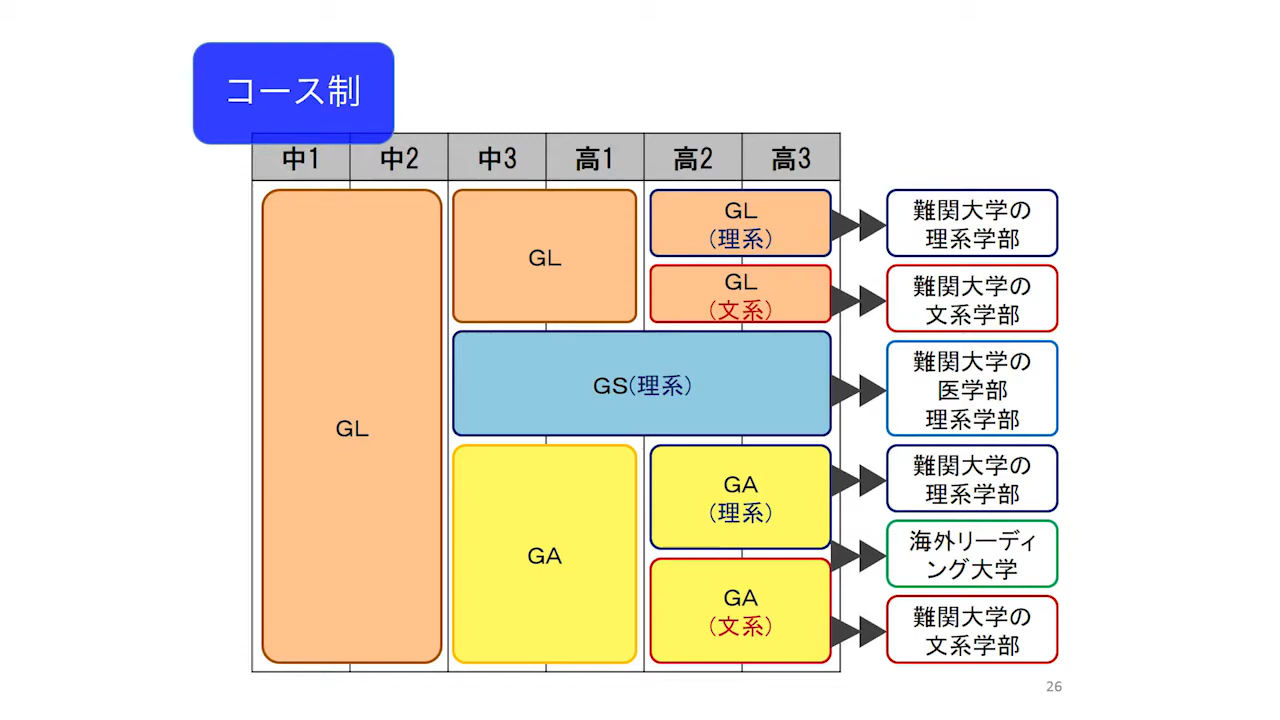 コース制
中1 中2 中3 高1 高2 高3
GL
GL
GL
(理系)
GL
(文系)
GS(理系)
GA
GA
(理系)
GA
(文系)
難関大学の
理系学部
難関大学の
文系学部
難関大学の
医学部
理系学部
難関大学の
理系学部
海外リーディ
ング大学
難関大学の
文系学部
26